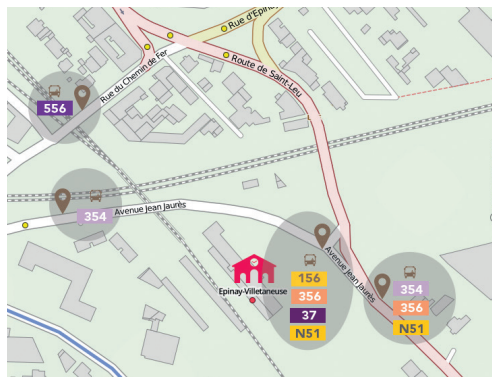 Rue d'Epina
Route de Saint-Leu
Rue du Chemin de Fer
556
354
Avenue Jean Jaurès
Epinay-Villetaneuse
156
356
37
N51
Avenue Jean Jaurès
354
356
N51